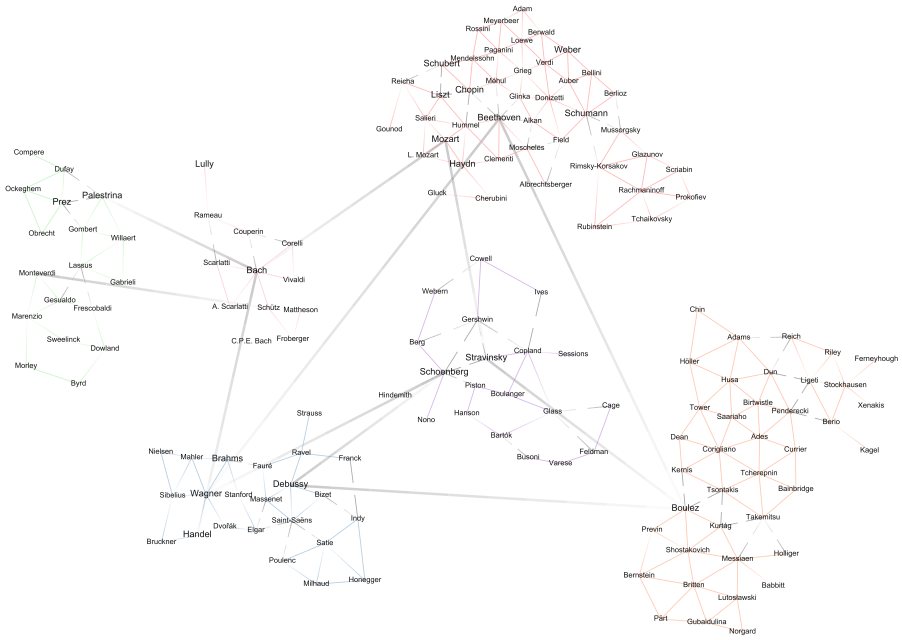 Adam
Meyerbeer
Rossini
Berwald
Loewe
Paganini
Weber
Mendelssohn
Verdi
Schubert
Grieg
Bellini
Reicha
Méhul
Auber
Chopin
Liszt
Glinka
Donizetti
Berlioz
Salieri
Beethoven
Alkan
Schumann
Gounod
Hummel
Mussorgsky
Mozart
Field
Moscheles
L. Mozart
Haydn
Clementi
Glazunov
Rimsky-Korsakov
Scriabin
Albrechtsberger
Rachmaninoff
Gluck
Cherubini
Prokofiev
Tchaikovsky
Rubinstein
Compere
Dufay
Ockeghem
Prez
Palestrina
Obrecht
Gombert
Willaert
Lassus
Monteverdi
Gabrieli
Gesualdo
Frescobaldi
Marenzio
Sweelinck
Dowland
Morley
Byrd
Lully
Rameau
Couperin
Corelli
Scarlatti
Bach
Vivaldi
A. Scarlatti
Schütz
Mattheson
C.P.E. Bach
Froberger
Cowell
Webern
Ives
Gershwin
Berg
Copland
Sessions
Stravinsky
Schoenberg
Piston
Boulanger
Hindemith
Hanson
Glass
Cage
Nono
Bartók
Feldman
Busoni
Varese
Strauss
Nielsen
Mahler
Brahms
Ravel
Franck
Fauré
Debussy
Sibelius
Wagner
Stanford
Massenet
Bizet
Dvořák
Elgar
Saint-Saëns
Indy
Bruckner
Handel
Satie
Poulenc
Milhaud
Honegger
Chin
Adams
Reich
Riley
Ferneyhough
Höller
Dun
Husa
Ligeti
Stockhausen
Tower
Birtwistle
Penderecki
Xenakis
Saariaho
Berio
Dean
Ades
Corigliano
Currier
Kagel
Kernis
Tcherepnin
Tsontakis
Bainbridge
Boulez
Takemitsu
Previn
Kurtág
Shostakovich
Messiaen
Holliger
Bernstein
Britten
Babbitt
Lutosławski
Pärt
Gubaidulina
Norgard